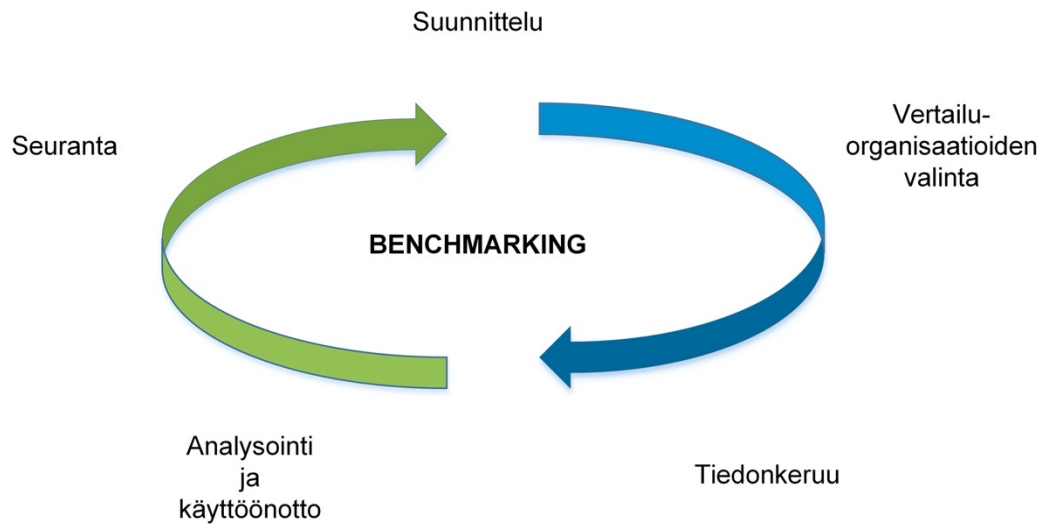 Suunnittelu
Vertailu-
organisaatioiden
valinta
Seuranta
BENCHMARKING
Tiedonkeruu
Analysointi
ja
käyttöönotto